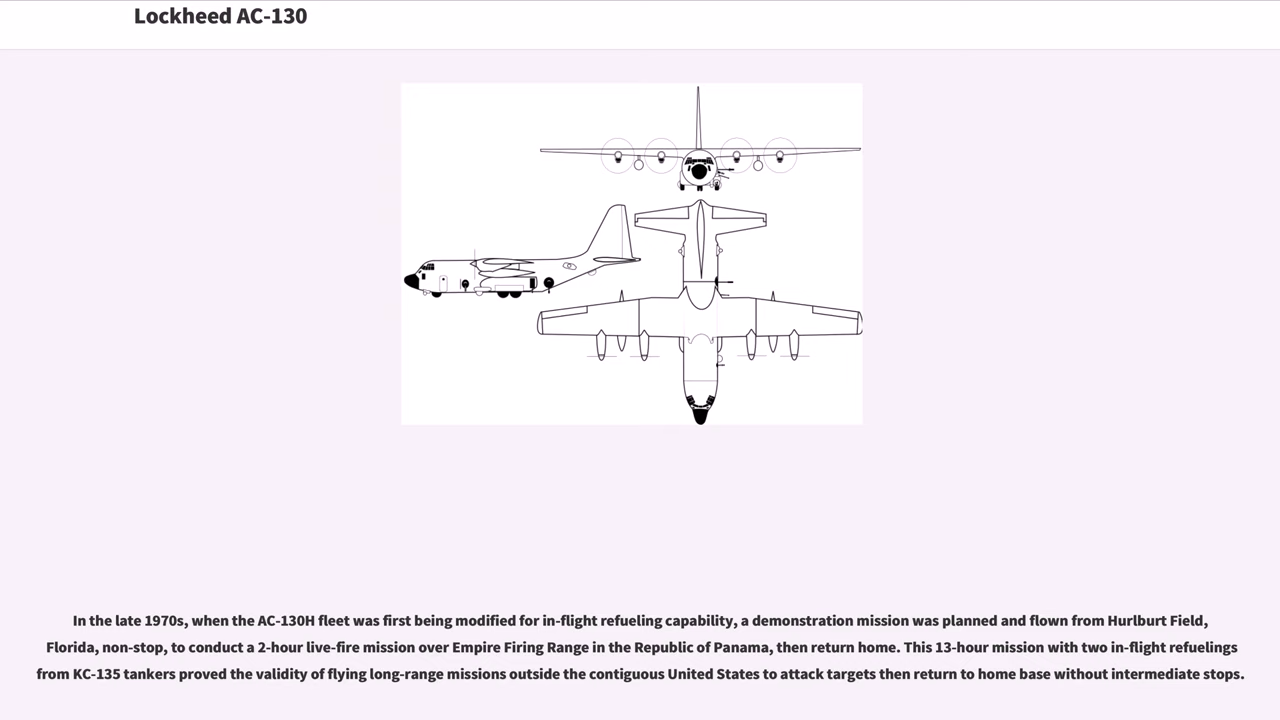 Lockheed AC-130
In the late 1970s, when the AC-130H fleet was first being modified for in-flight refueling capability, a demonstration mission was planned and flown from Hurlburt Field,
Florida, non-stop, to conduct a 2-hour live-fire mission over Empire Firing Range in the Republic of Panama, then return home. This 13-hour mission with two in-flight refuelings
from KC-135 tankers proved the validity of flying long-range missions outside the contiguous United States to attack targets then return to home base without intermediate stops.